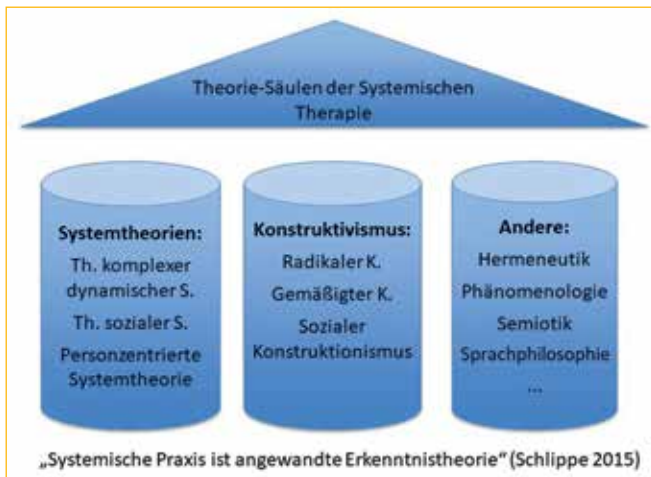 Theorie-Säulen der Systemischen
Therapie
Systemtheorien:
Th. komplexer
dynamischer S.
Th. sozialer S.
Personzentrierte
Systemtheorie
Konstruktivismus:
Radikaler K.
Gemäßigter K.
Sozialer
Konstruktionismus
Andere:
Hermeneutik
Phänomenologie
Semiotik
Sprachphilosophie
...
„Systemische Praxis ist angewandte Erkenntnistheorie“ (Schlippe 2015)